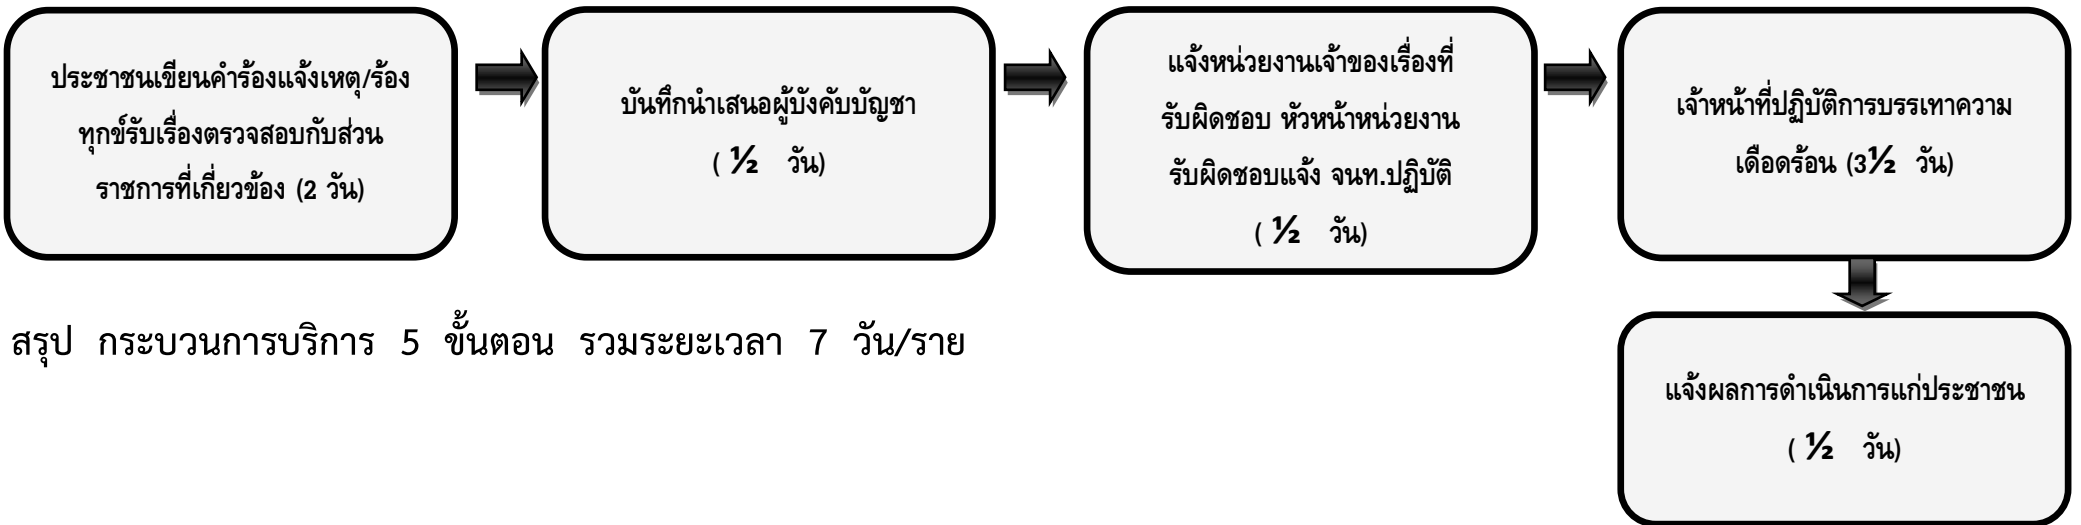 ประชาชนเขียนคำร้องแจ้งเหตุ/ร้อง
ทุกข์รับเรื่องตรวจสอบกับส่วน
ราชการที่เกี่ยวข้อง (2 วัน)
บันทึกนำเสนอผู้บังคับบัญชา
( ½ วัน)
แจ้งหน่วยงานเจ้าของเรื่องที่
รับผิดชอบ หัวหน้าหน่วยงาน
รับผิดชอบแจ้ง จนท.ปฏิบัติ
( ½ วัน)
เจ้าหน้าที่ปฏิบัติการบรรเทาความ
เดือดร้อน (3½ วัน)
แจ้งผลการดำเนินการแก่ประชาชน
( ½ วัน)
สรุป กระบวนการบริการ 5 ขั้นตอน รวมระยะเวลา 7 วัน/ราย